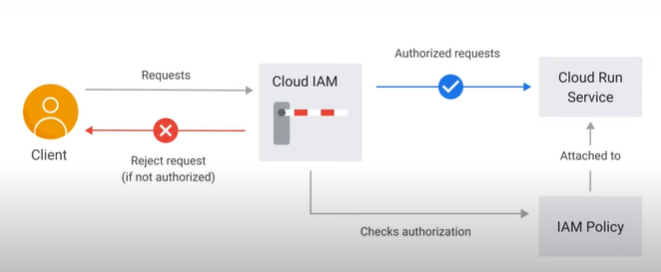 Requests
Cloud IAM
Authorized requests
Cloud Run
Service
Client
Reject request
(if not authorized)
Attached to
Checks authorization
IAM Policy